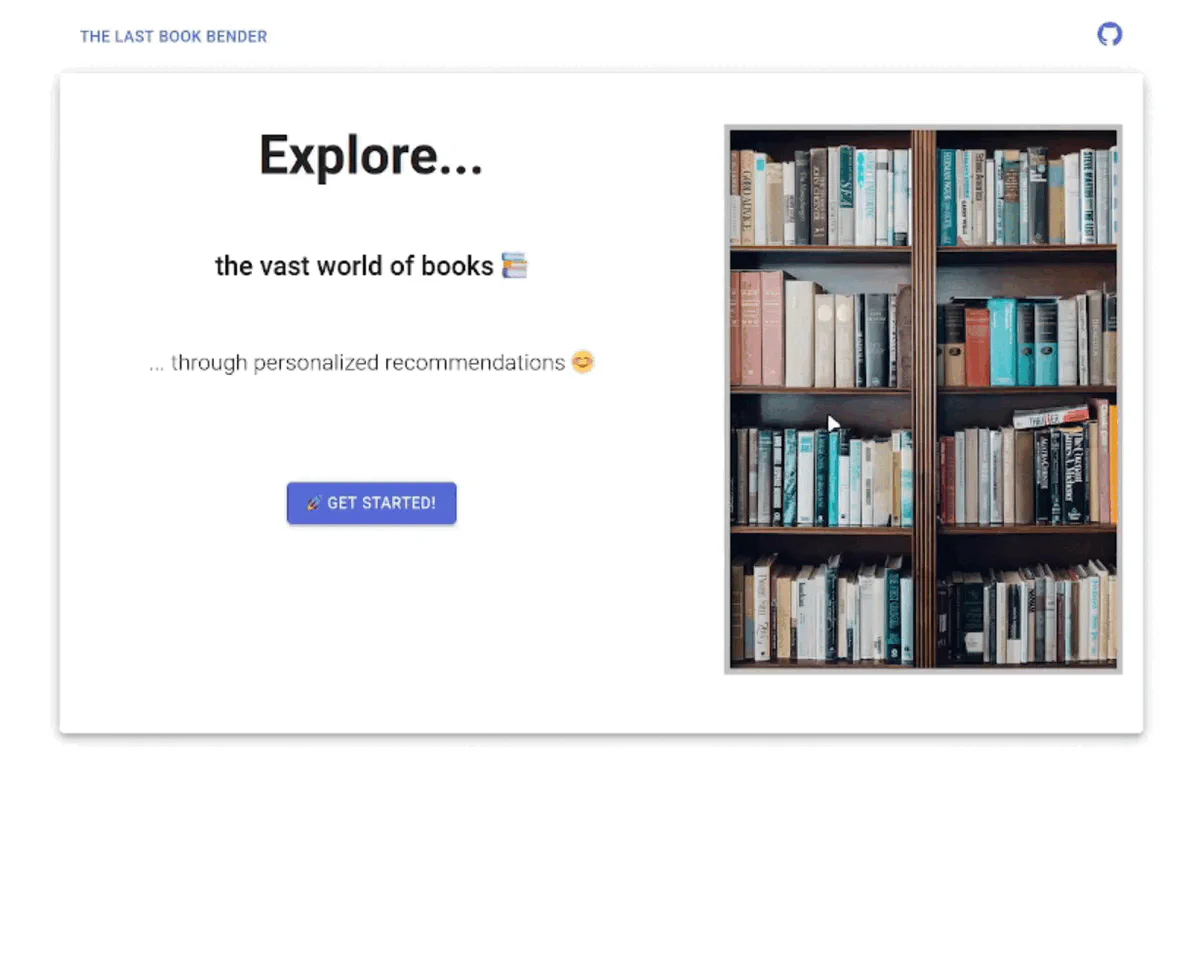 THE LAST BOOK BENDER
Explore...
the vast world of books 📚
... through personalized recommendations 😊
🚀 GET STARTED!